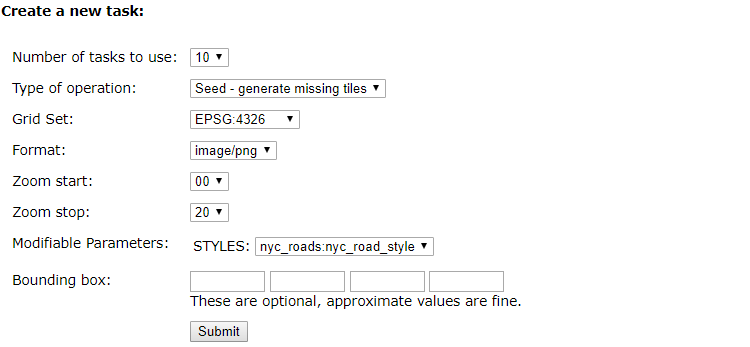 Create a new task:
Number of tasks to use: 10
Type of operation: Seed - generate missing tiles
Grid Set: EPSG:4326
Format: image/png
Zoom start: 00
Zoom stop: 20
Modifiable Parameters: STYLES: nyc_roads:nyc_road_style
Bounding box:
These are optional, approximate values are fine.
Submit